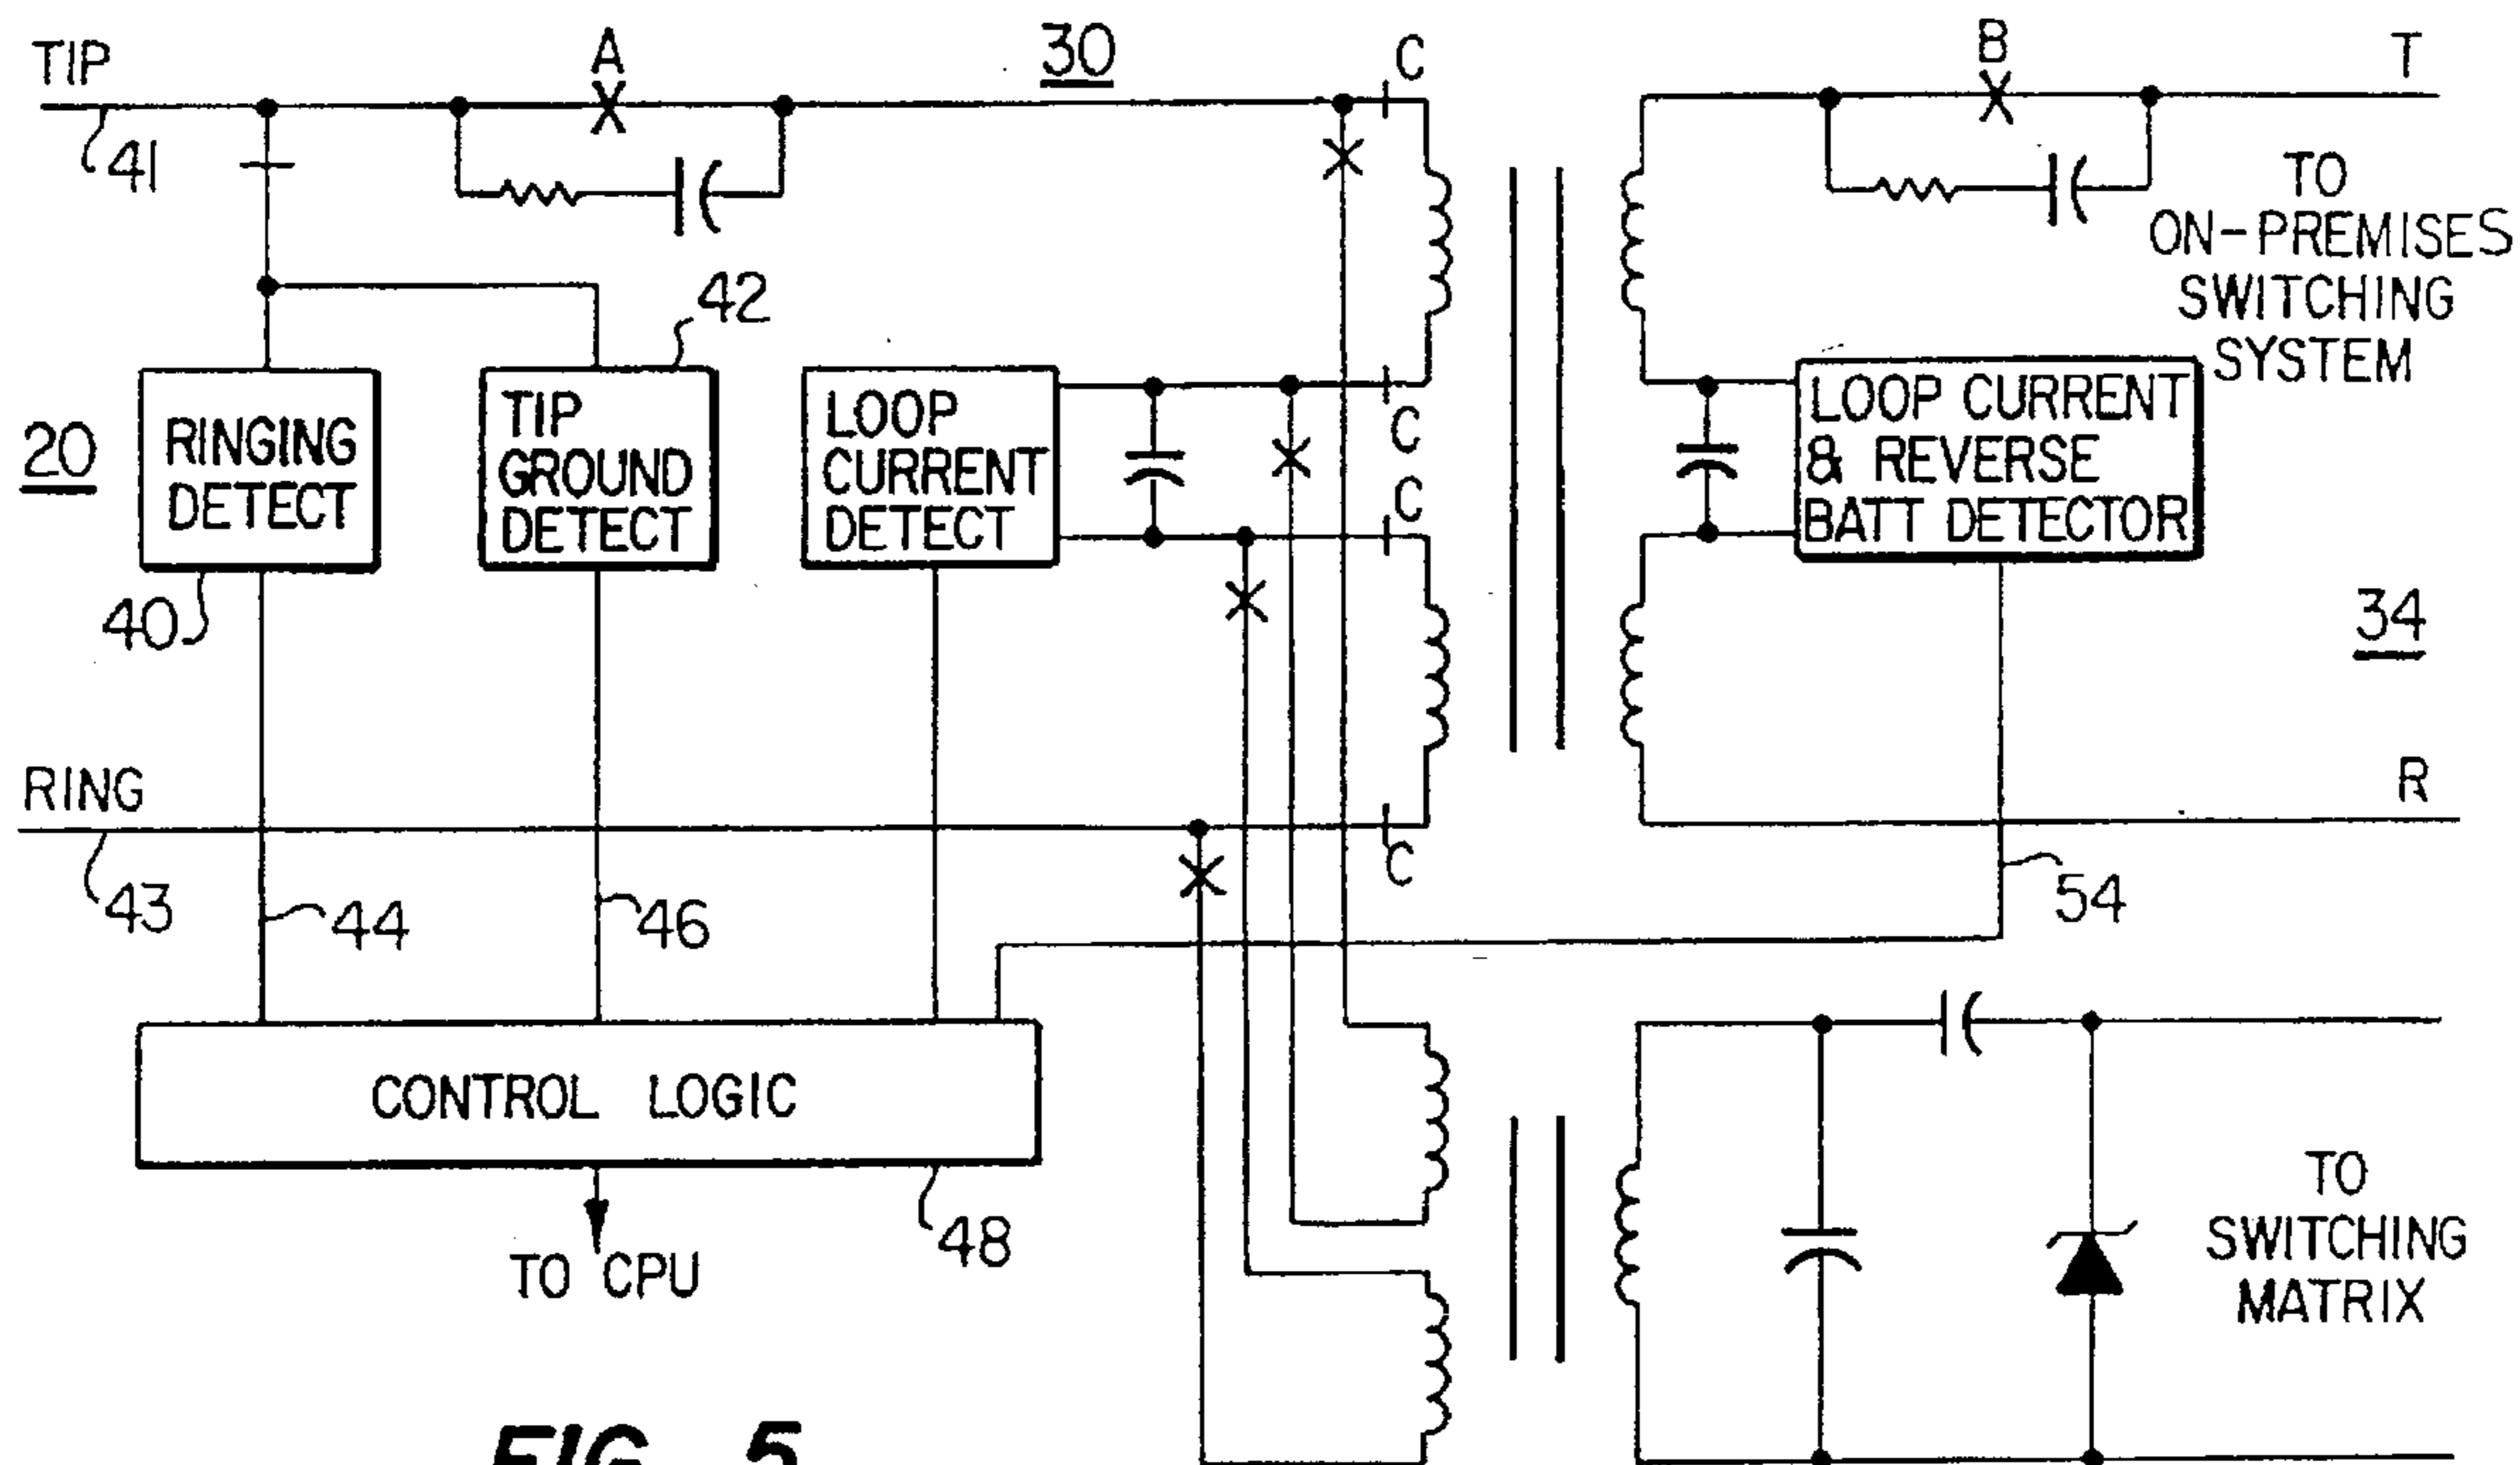 TIP
A
30
C
B
T
41
TO
ON-PREMISES
SWITCHING
SYSTEM
42
20
RINGING
DETECT
TIP
GROUND
DETECT
LOOP
CURRENT
DETECT
C
C
LOOP CURRENT
& REVERSE
BATT DETECTOR
40
34
RING
R
C
43
44
46
54
CONTROL LOGIC
48
TO CPU
TO
SWITCHING
MATRIX
FIG. 5